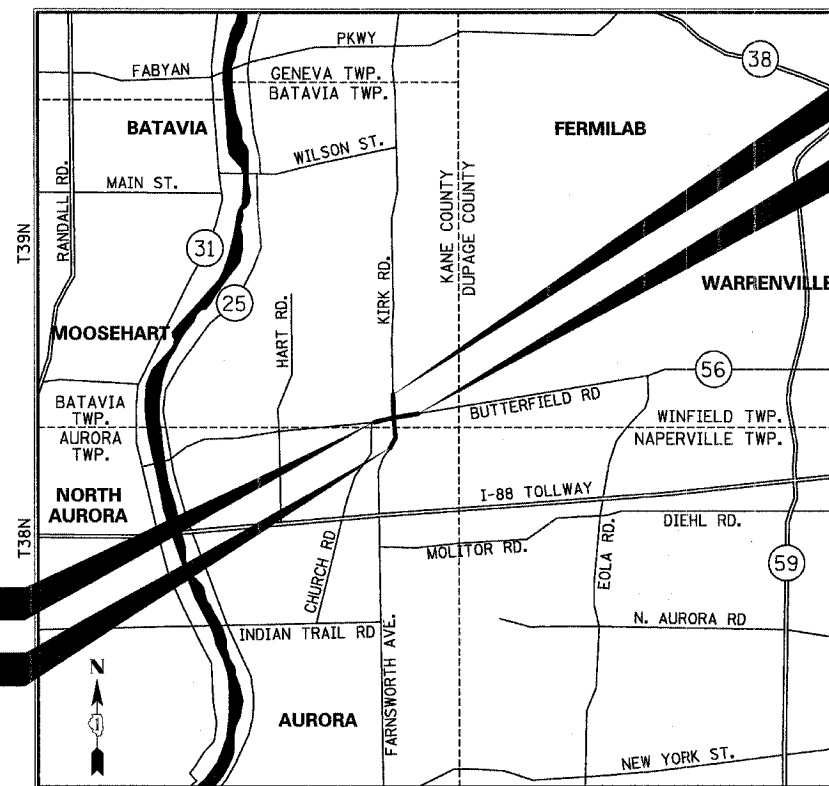 PKWY
38
FABYAN
GENEVA TWP.
BATAVIA TWP.
BATAVIA
FERMILAB
WILSON ST.
MAIN ST.
RANDALL RD.
T39N
31
25
KIRK RD.
KANE COUNTY
DUPAGE COUNTY
WARRENVILLE
HART RD.
MOOSEHART
56
BATAVIA
TWP.
AURORA
TWP.
BUTTERFIELD RD
WINFIELD TWP.
NAPERVILLE TWP.
NORTH
AURORA
I-88 TOLLWAY
T38N
DIEHL RD.
MOLITOR RD.
EOLA RD.
59
CHURCH RD
INDIAN TRAIL RD
N. AURORA RD
FARNSWORTH AVE.
N
AURORA
NEW YORK ST.